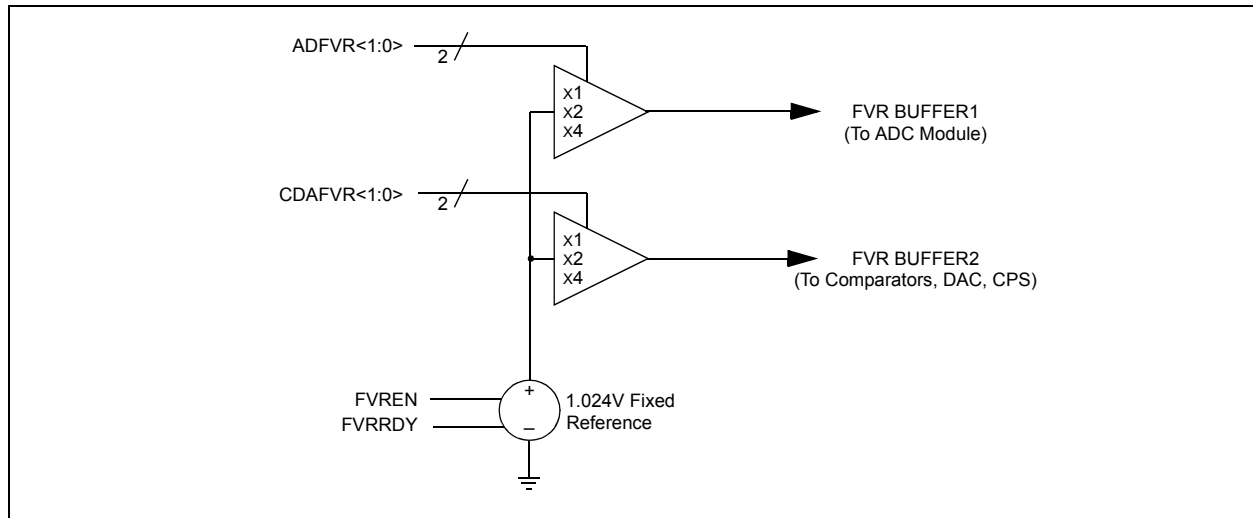 ADFVR<1:0>
2
X1
X2
X4
FVR BUFFER1
(To ADC Module)
CDAFVR<1:0>
2
X1
X2
X4
FVR BUFFER2
(To Comparators, DAC, CPS)
FVREN
FVRRDY
+
_
1.024V Fixed
Reference